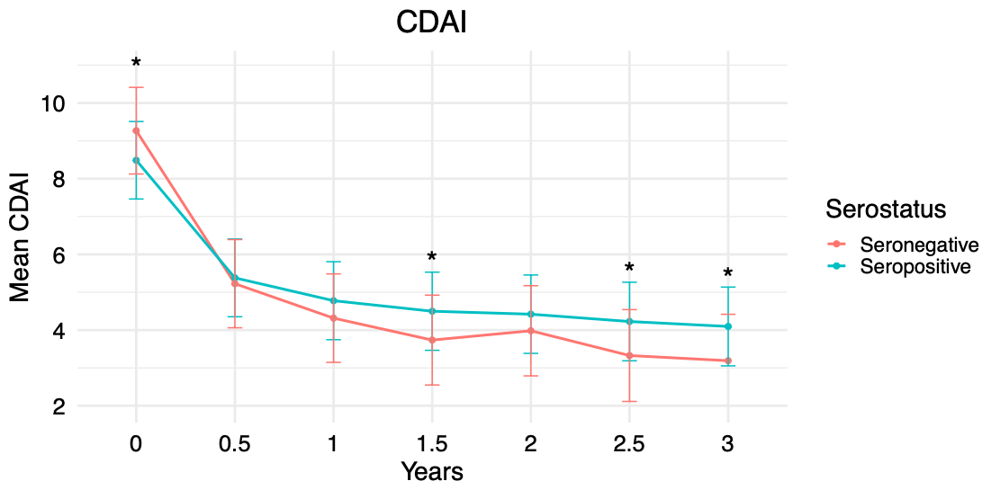 CDAI
*
10
8
6
4
2
* * *
Mean CDAI
0 0.5 1 1.5 2 2.5 3
Years
Serostatus
Seronegative
Seropositive